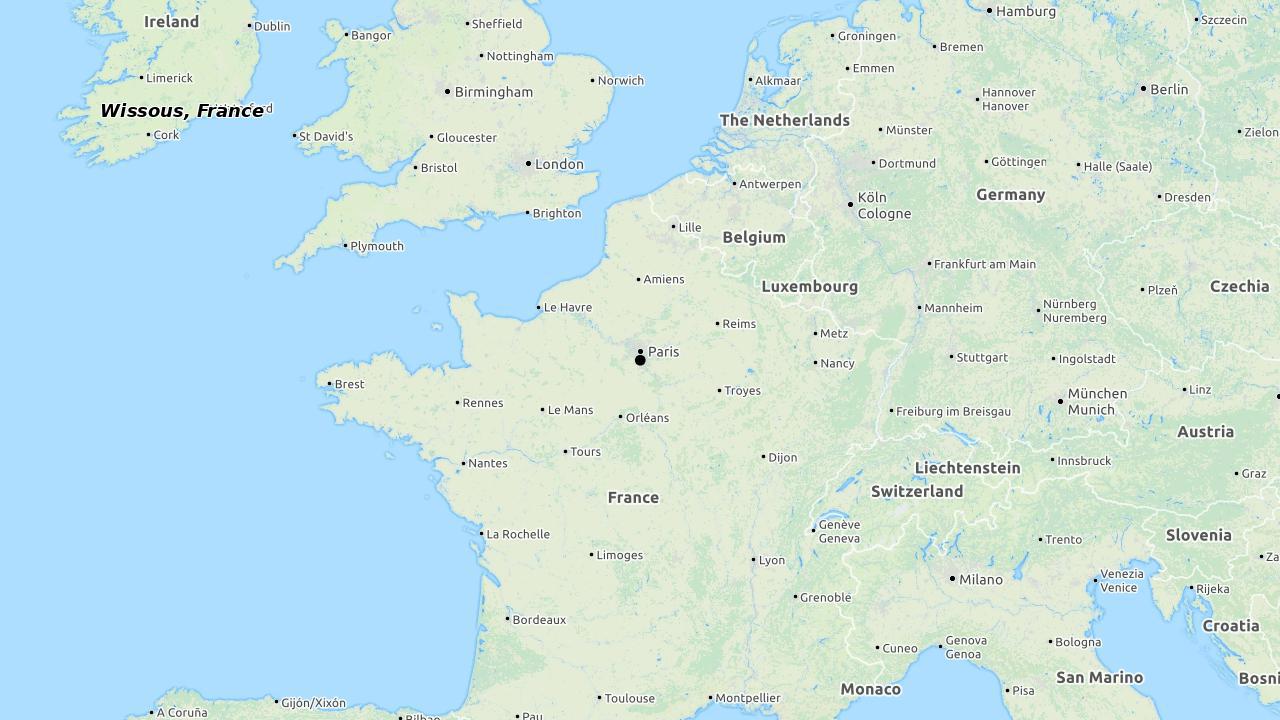 Ireland
Dublin
Bangor
Sheffield
Hamburg
Szczecin
Groningen
Bremen
Nottingham
Limerick
Norwich
Alkmaar
Emmen
Birmingham
Hannover
Hanover
Berlin
Wissous, France
The Netherlands
Cork
St David's
Gloucester
Münster
Zielon
London
Bristol
Dortmund
Göttingen
Halle (Saale)
Antwerpen
Germany
Dresden
Köln
Cologne
Brighton
Lille
Belgium
Plymouth
Frankfurt am Main
Amiens
Luxembourg
Plzeň
Czechia
Le Havre
Mannheim
Nürnberg
Nuremberg
Reims
Metz
Paris
Nancy
Stuttgart
Ingolstadt
Brest
Troyes
Linz
München
Munich
Rennes
Le Mans
Orléans
Freiburg im Breisgau
Austria
Tours
Dijon
Nantes
Liechtenstein
Innsbruck
Graz
Switzerland
France
La Rochelle
Genève
Geneva
Slovenia
Trento
Limoges
Lyon
Za
Milano
Venezia
Venice
Rijeka
Grenoble
Bordeaux
Croatia
Cuneo
Genova
Genoa
Bologna
San Marino
Bosni
Monaco
Pisa
Toulouse
Montpellier
Gijón/Xixón
A Coruña
Bilbao
Pau